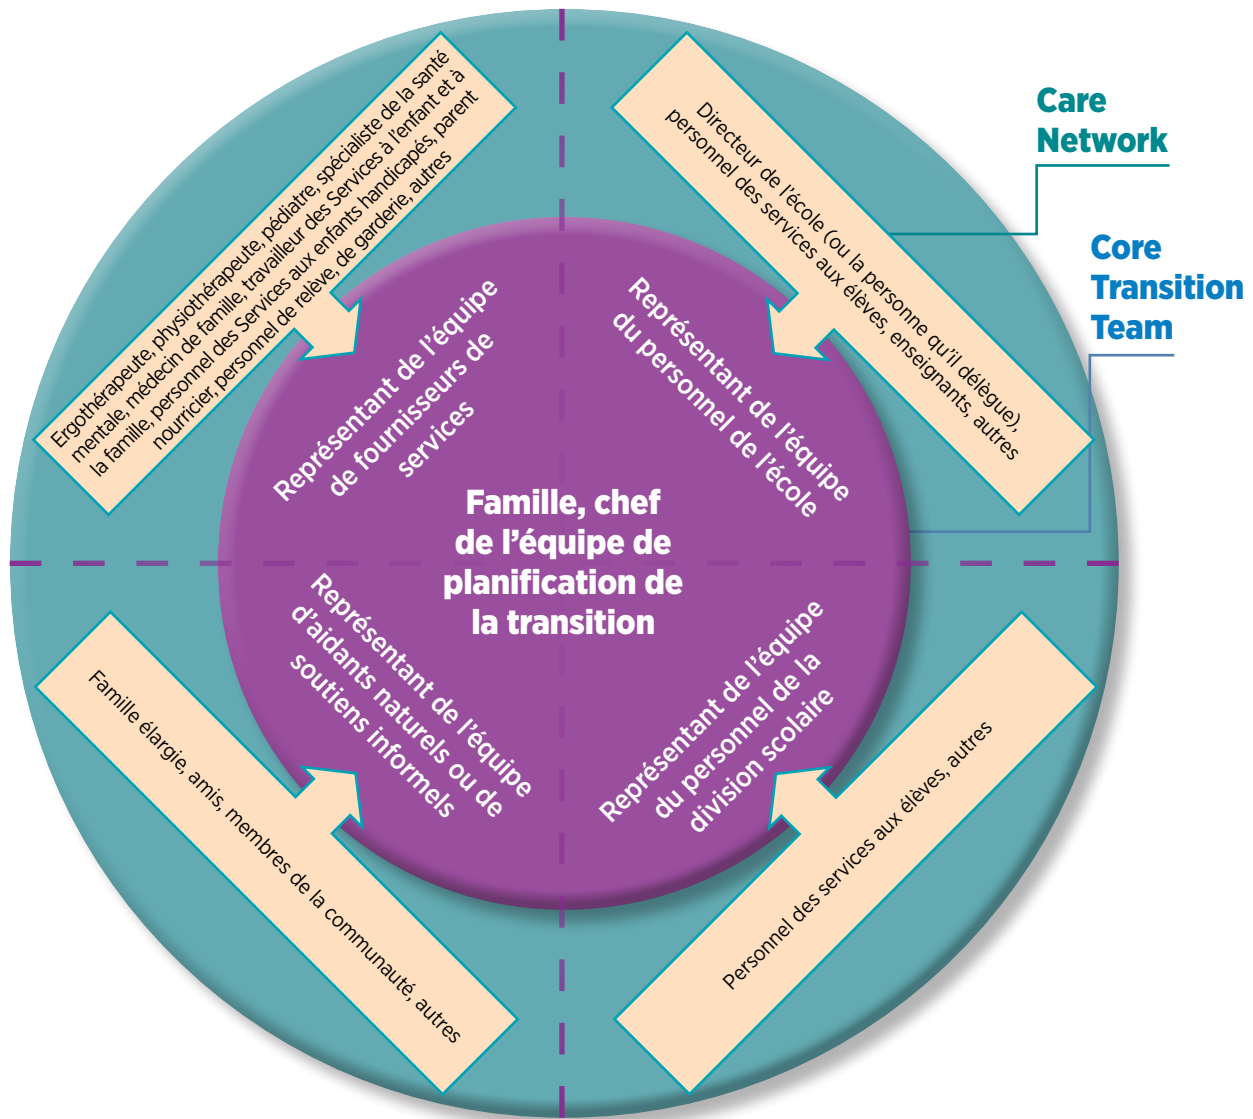 Ergothérapeute, physiothérapeute, pédiatre, spécialiste de la santé
mentale, médecin de famille, travailleur des Services à l'enfant et à
la famille, personnel des Services aux enfants handicapés, parent
nourricier, personnel de relève, de garderie, autres
Directeur de l'école (ou la personne qu'il délègue),
personnel des services aux élèves, enseignants, autres
Care
Network
Core
Transition
Team
Représentant de l'équipe
de fournisseurs de
services
Représentant de l'équipe
du personnel de l'école
Famille, chef
de l'équipe de
planification de
la transition
Représentant de l'équipe
d'aidants naturels ou de
soutiens informels
Représentant de l'équipe
du personnel de la
division scolaire
Famille élargie, amis, membres de la communauté, autres
Personnel des services aux élèves, autres